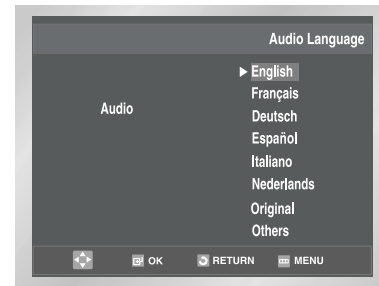 Audio Language
► English
Français
Audio
Deutsch
Español
Italiano
Nederlands
Original
Others
OK RETURN MENU